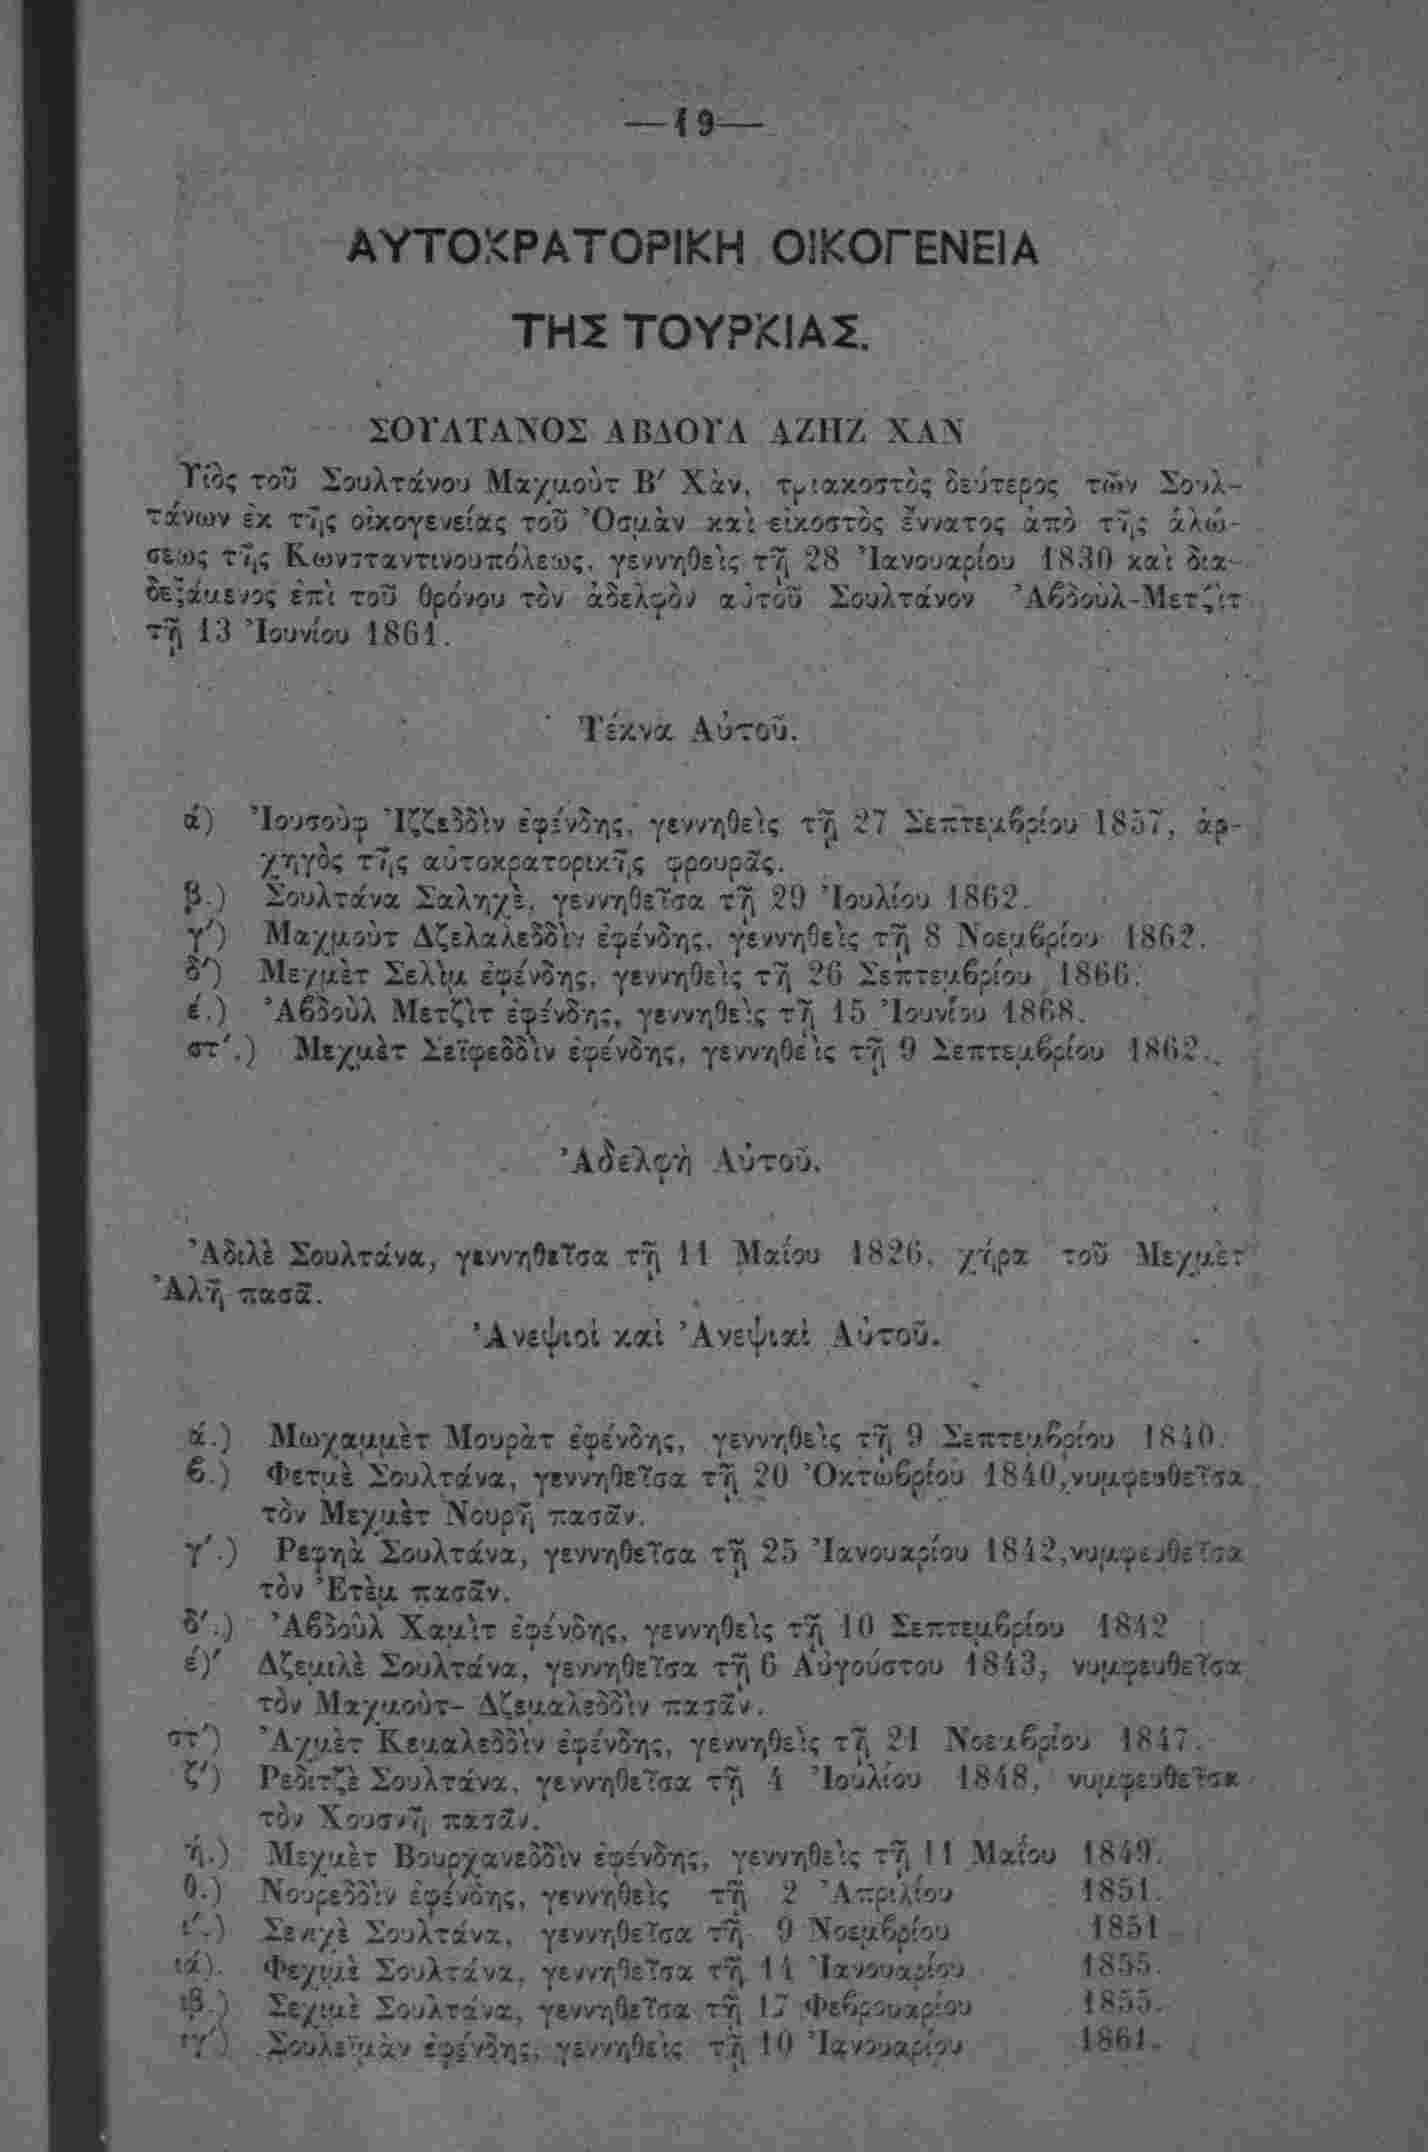 —19—
ΑΥΤΟΚΡΑΤΟΡΙΚΗ ΟΙΚΟΓΕΝΕΙΑ
ΤΗΣ ΤΟΥΡΚΙΑΣ.
ΣΟΥΛΤΑΝΟΣ ΑΒΔΟΥΛ ΑΖΗΖ ΧΑΝ
Υἱὸς τοῦ Σουλτάνου Μαχμοὺτ Β′ Χὰν, τριακοστὸς δεύτερος τῶν Σουλ-
τάνων ἐκ τῆς οἰκογενείας τοῦ Ὀσμὰν καὶ εἰκοστὸς ἔννατος ἀπὸ τῆς ἁλώ-
σεως τῆς Κωνσταντινουπόλεως, γεννηθεὶς τῇ 28 Ἰανουαρίου 1830 καὶ δια-
δεξάμενος ἐπὶ τοῦ θρόνου τὸν ἀδελφὸν αὐτοῦ Σουλτάνον Ἀβδοὺλ-Μετζὶτ
τῇ 13 Ἰουνίου 1861.
Τέκνα Αὐτοῦ.
ά) Ἰουσοὺφ Ἰζζεδδὶν ἐφένδης, γεννηθεὶς τῇ 27 Σεπτεμβρίου 1857, ἀρ-
χηγὸς τῆς αὐτοκρατορικῆς φρουρᾶς.
β.) Σουλτάνα Σαληχὲ, γεννηθεῖσα τῇ 29 Ἰουλίου 1862.
γ′) Μαχμοὺτ Δζελαλεδδὶν ἐφένδης, γεννηθεὶς τῇ 8 Νοεμβρίου 1862.
δ′) Μεχμὲτ Σελὶμ ἐφένδης, γεννηθεὶς τῇ 26 Σεπτεμβρίου 1866.
έ.) Ἀβδοὺλ Μετζὶτ ἐφένδης, γεννηθεὶς τῇ 15 Ἰουνίου 1868.
στ′.) Μεχμὲτ Σεϊφεδδὶν ἐφένδης, γεννηθεὶς τῇ 9 Σεπτεμβρίου 1862.
Ἀδελφὴ Αὐτοῦ.
Ἀδιλὲ Σουλτάνα, γεννηθεῖσα τῇ 11 Μαΐου 1826, χήρα τοῦ Μεχμὲτ
Ἀλῆ πασᾶ.
Ἀνεψιοὶ καὶ Ἀνεψιαὶ Αὐτοῦ.
ά.) Μωχαμμὲτ Μουρὰτ ἐφένδης, γεννηθεὶς τῇ 9 Σεπτεμβρίου 1840.
β.) Φετμὲ Σουλτάνα, γεννηθεῖσα τῇ 20 Ὀκτωβρίου 1840, νυμφευθεῖσα
τὸν Μεχμὲτ Νουρῆ πασᾶν.
γ′.) Ρεφηὰ Σουλτάνα, γεννηθεῖσα τῇ 25 Ἰανουαρίου 1842, νυμφευθεῖσα
τὸν Ἐτὲμ πασᾶν.
δ′.) Ἀβδοὺλ Χαμὶτ ἐφένδης, γεννηθεὶς τῇ 10 Σεπτεμβρίου 1842
έ)′ Δζεμιλὲ Σουλτάνα, γεννηθεῖσα τῇ 6 Αὐγούστου 1843, νυμφευθεῖσα
τὸν Μαχμοὺτ- Δζεμαλεδδὶν πασᾶν.
στ′) Ἀχμὲτ Κεμαλεδδὶν ἐφένδης, γεννηθεὶς τῇ 21 Νοεμβρίου 1847.
ζ′) Ρεδιτζὲ Σουλτάνα, γεννηθεῖσα τῇ 4 Ἰουλίου 1848, νυμφευθεῖσα
τὸν Χουσνῆ πασᾶν.
ή.) Μεχμὲτ Βουρχανεδδὶν ἐφένδης, γεννηθεὶς τῇ 11 Μαΐου 1849.
θ.) Νουρεδδὶν ἐφένδης, γεννηθεὶς τῇ 2 Ἀπριλίου 1851.
ι′.) Σενιχὲ Σουλτάνα, γεννηθεῖσα τῇ 9 Νοεμβρίου 1851
ιά). Φεχιμὲ Σουλτάνα, γεννηθεῖσα τῇ 14 Ἰανουαρίου 1855.
ιβ.) Σεχιμὲ Σουλτάνα, γεννηθεῖσα τῇ 17 Φεβρουαρίου 1855.
ιγ′) Σουλεϊμὰν ἐφένδης, γεννηθεὶς τῇ 10 Ἰανουαρίου 1861.